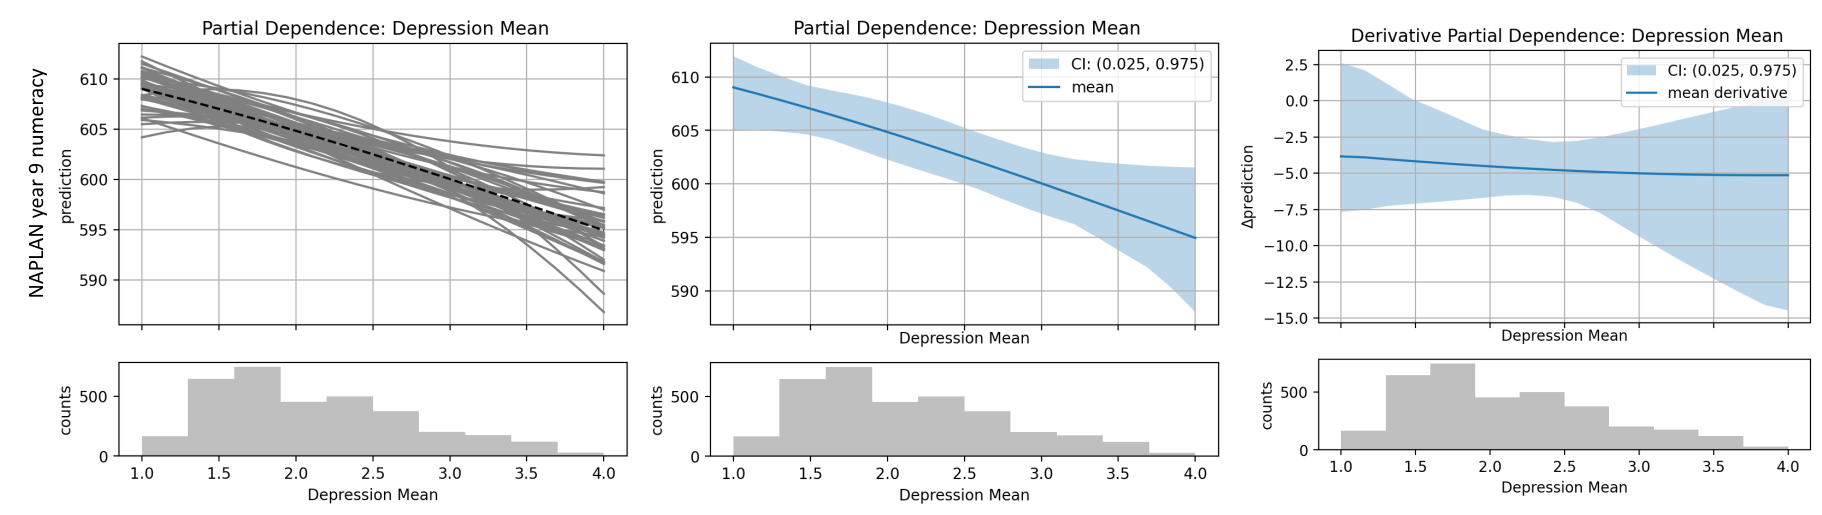 NAPLAN year 9 numeracy
Partial Dependence: Depression Mean
prediction
610
605
600
595
590
counts
500
0
1.0 1.5 2.0 2.5 3.0 3.5 4.0
Depression Mean
Partial Dependence: Depression Mean
CI: (0.025, 0.975)
mean
prediction
610
605
600
595
590
Depression Mean
counts
500
0
1.0 1.5 2.0 2.5 3.0 3.5 4.0
Depression Mean
Derivative Partial Dependence: Depression Mean
CI: (0.025, 0.975)
mean derivative
Δprediction
2.5
0.0
−2.5
−5.0
−7.5
−10.0
−12.5
−15.0
Depression Mean
counts
500
0
1.0 1.5 2.0 2.5 3.0 3.5 4.0
Depression Mean